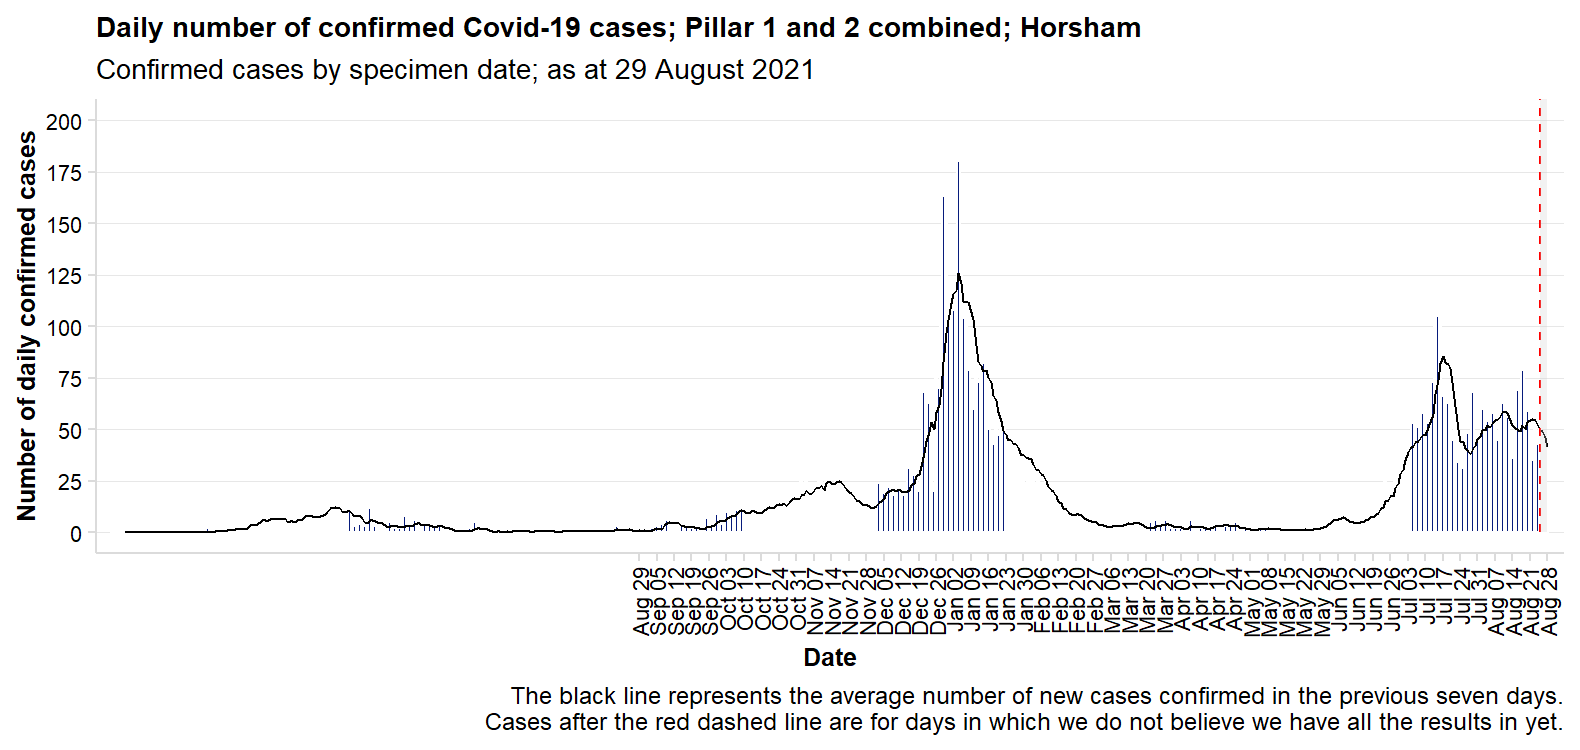 Daily number of confirmed Covid-19 cases; Pillar 1 and 2 combined; Horsham
Confirmed cases by specimen date; as at 29 August 2021
Number of daily confirmed cases
200
175
150
125
100
75
50
25
0
Aug 29
Sep 05
Sep 12
Sep 19
Sep 26
Oct 03
Oct 10
Oct 17
Oct 24
Oct 31
Nov 07
Nov 14
Nov 21
Nov 28
Dec 05
Dec 12
Dec 19
Dec 26
Jan 02
Jan 09
Jan 16
Jan 23
Jan 30
Feb 06
Feb 13
Feb 20
Feb 27
Mar 06
Mar 13
Mar 20
Mar 27
Apr 03
Apr 10
Apr 17
Apr 24
May 01
May 08
May 15
May 22
May 29
Jun 05
Jun 12
Jun 19
Jun 26
Jul 03
Jul 10
Jul 17
Jul 24
Jul 31
Aug 07
Aug 14
Aug 21
Aug 28
Date
The black line represents the average number of new cases confirmed in the previous seven days.
Cases after the red dashed line are for days in which we do not believe we have all the results in yet.